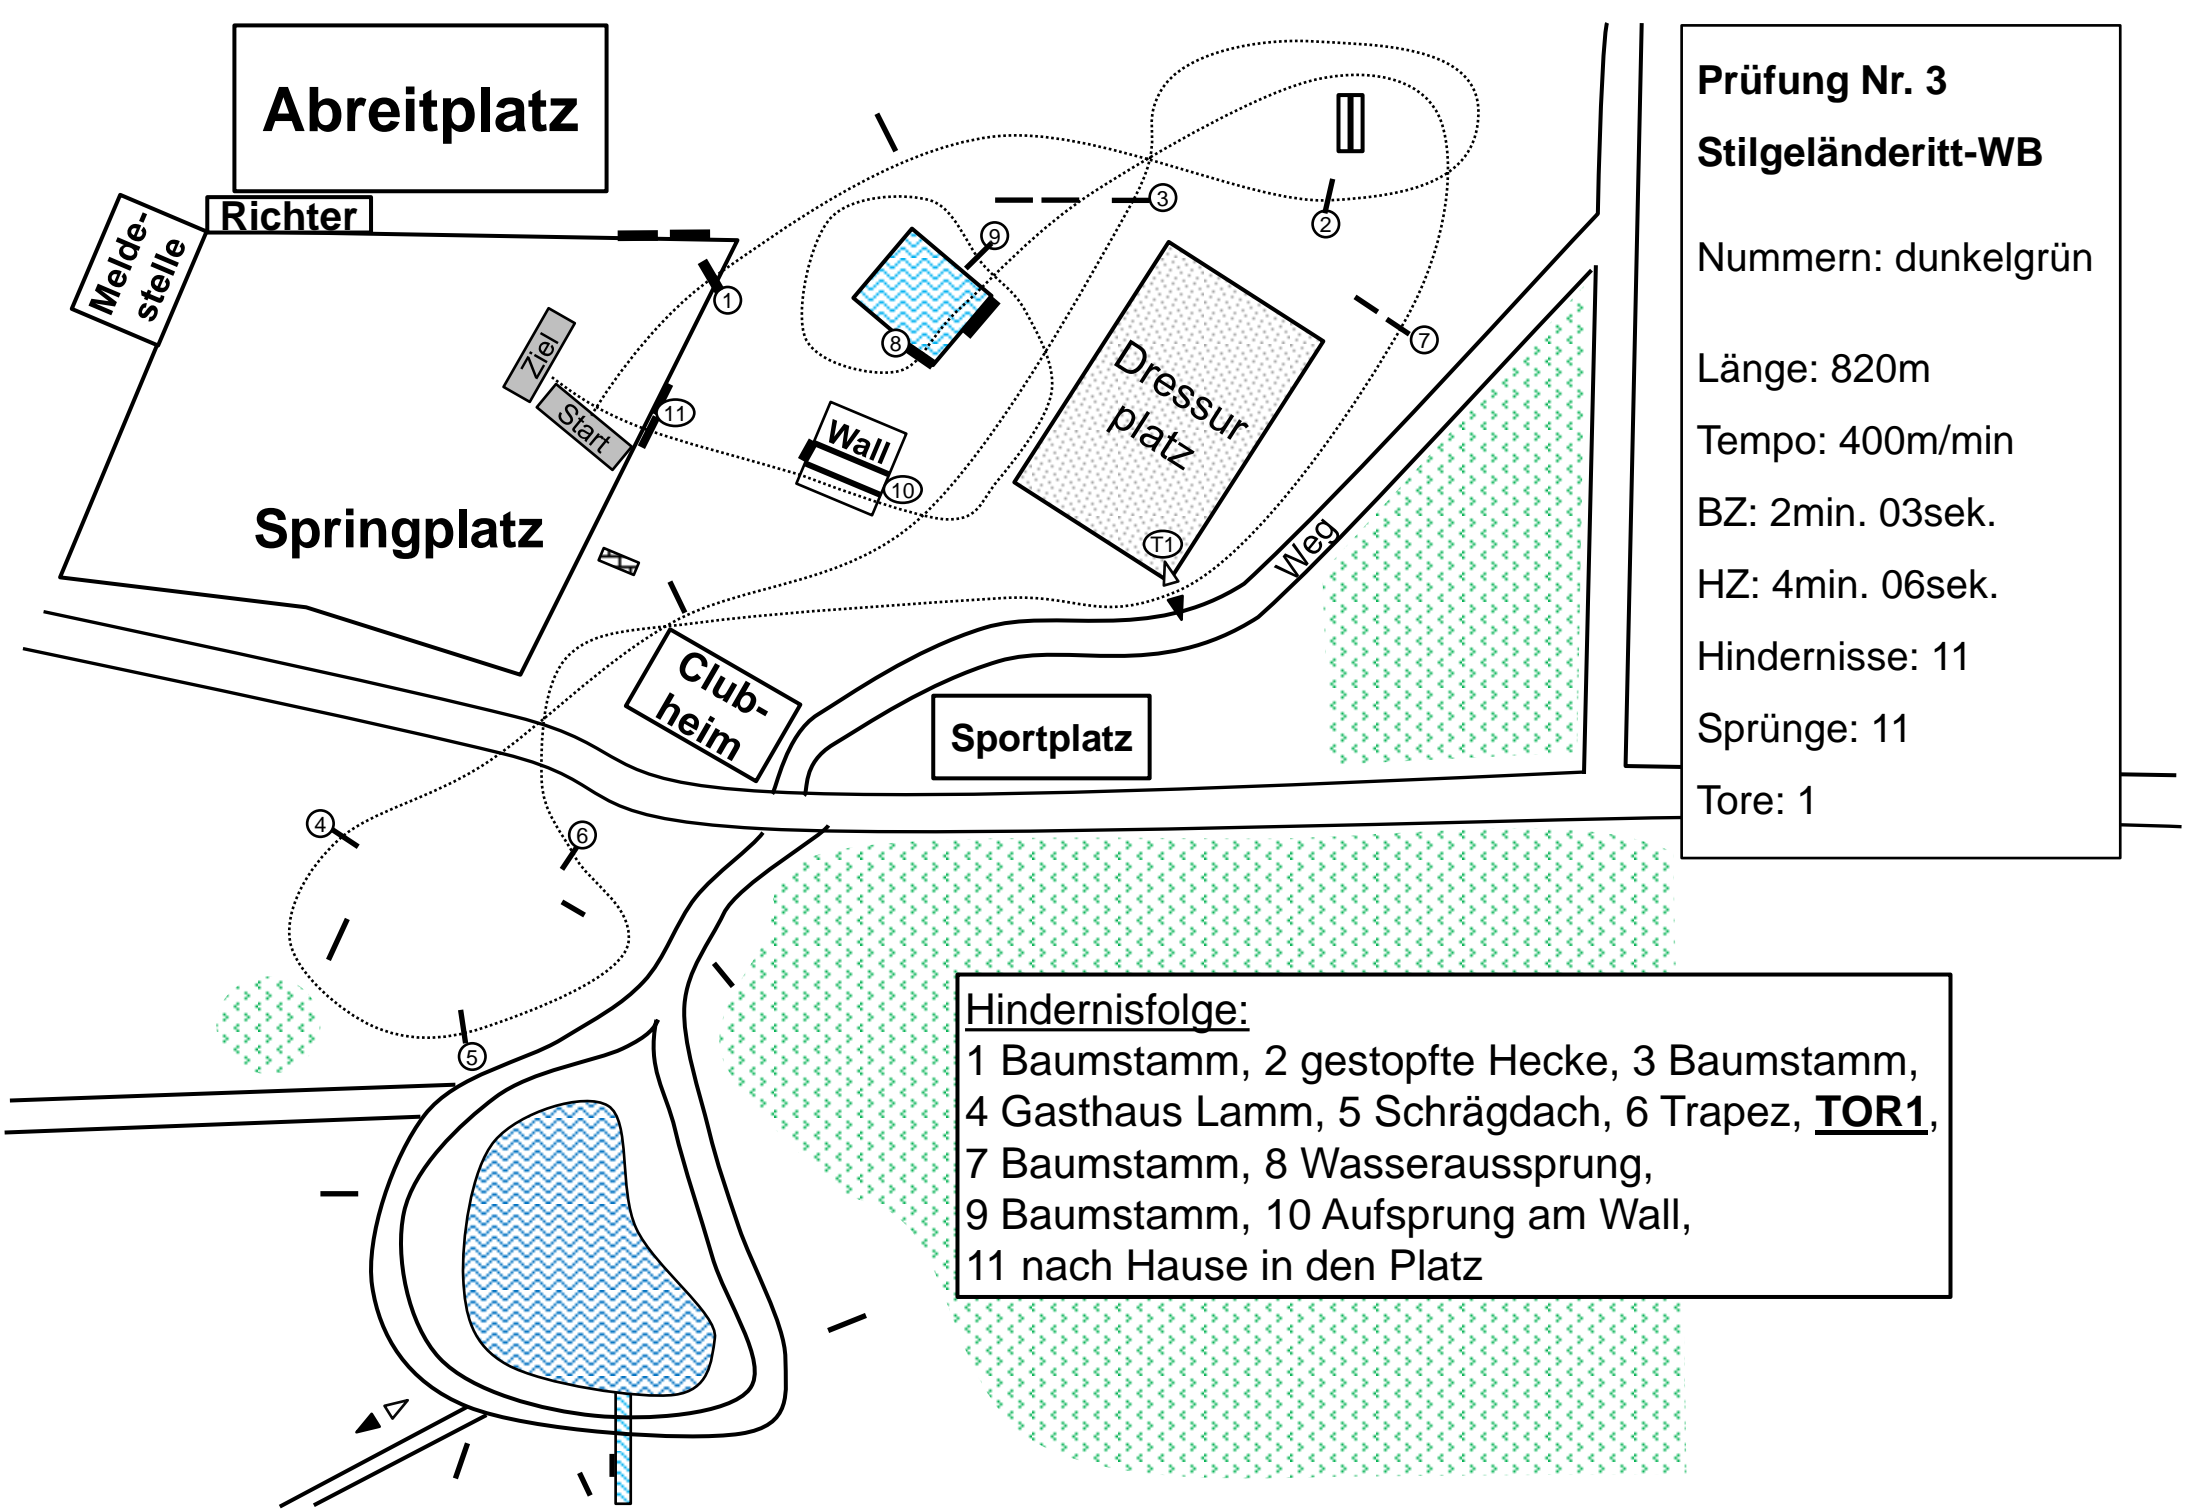 Abreitplatz
Richter
Melde-
stelle
Ziel
Start
Springplatz
1
2
3
9
8
7
11
Wall
10
Dressur
platz
T1
Weg
Club-
heim
Sportplatz
4
6
5
Prüfung Nr. 3
Stilgeländeritt-WB
Nummern: dunkelgrün
Länge: 820m
Tempo: 400m/min
BZ: 2min. 03sek.
HZ: 4min. 06sek.
Hindernisse: 11
Sprünge: 11
Tore: 1
Hindernisfolge:
1 Baumstamm, 2 gestopfte Hecke, 3 Baumstamm,
4 Gasthaus Lamm, 5 Schrägdach, 6 Trapez, TOR1,
7 Baumstamm, 8 Wasseraussprung,
9 Baumstamm, 10 Aufsprung am Wall,
11 nach Hause in den Platz